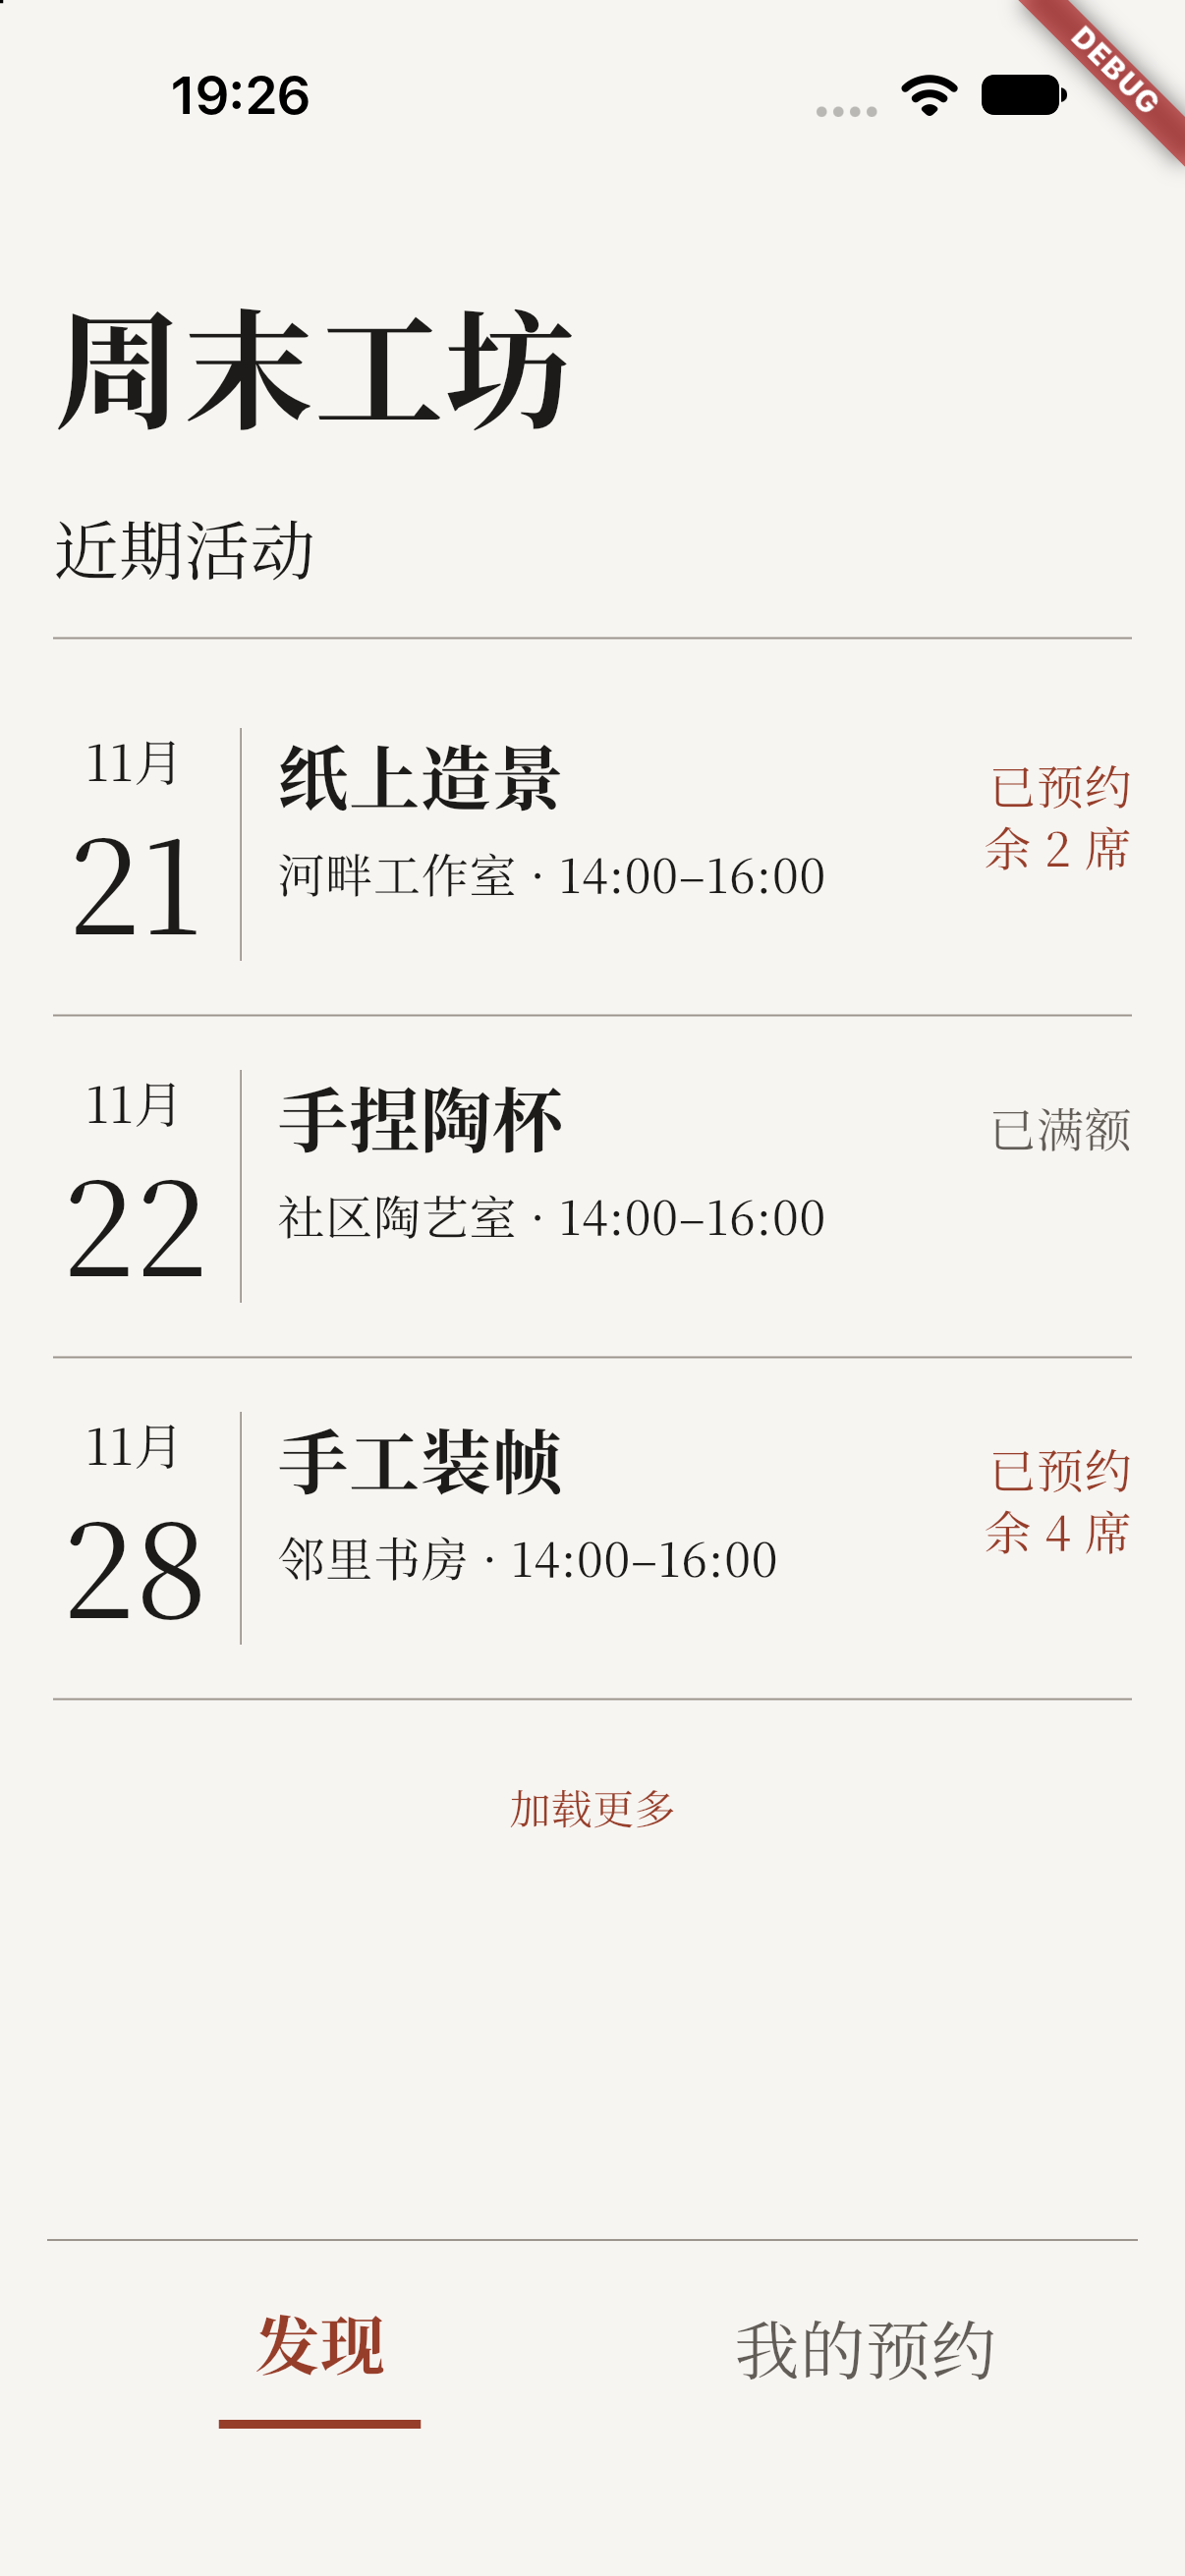 19:26
DEBUG
周末工坊
近期活动
11月
21
纸上造景
河畔工作室 · 14:00–16:00
已预约
余 2 席
11月
22
手捏陶杯
社区陶艺室 · 14:00–16:00
已满额
11月
28
手工装帧
邻里书房 · 14:00–16:00
已预约
余 4 席
加载更多
发现
我的预约